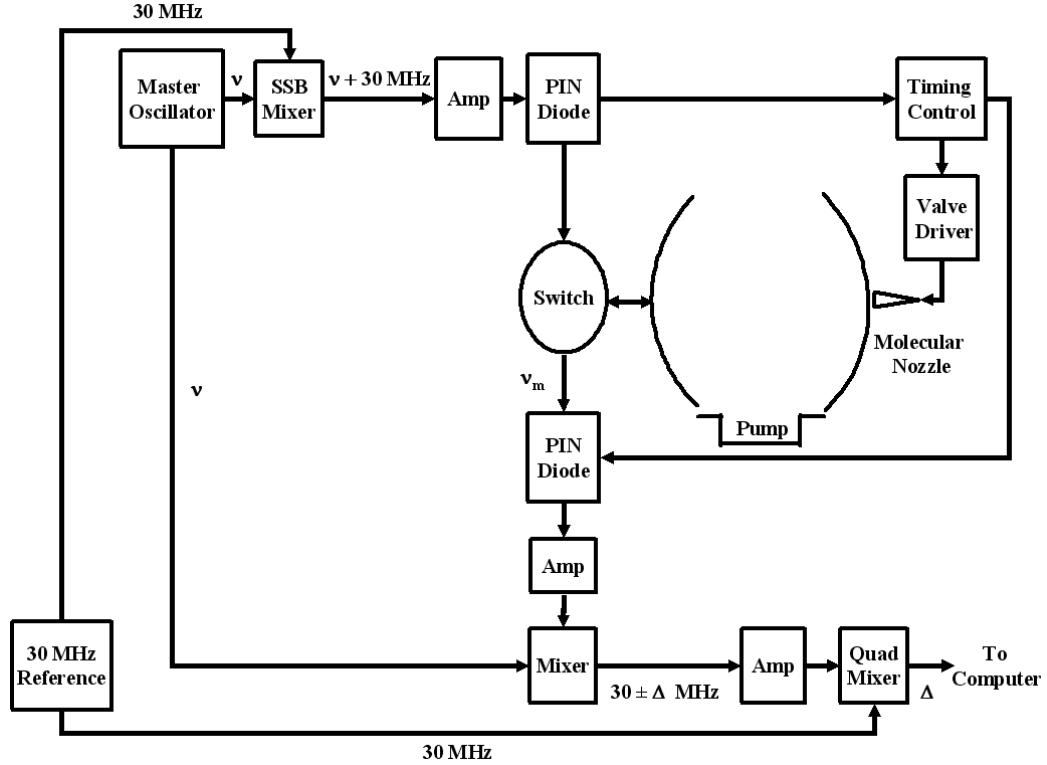 30 MHz
Master
Oscillator
ν
SSB
Mixer
ν + 30 MHz
Amp
PIN
Diode
Timing
Control
Valve
Driver
Switch
Molecular
Nozzle
νm
ν
Pump
PIN
Diode
Amp
30 MHz
Reference
Mixer
30 ± Δ MHz
Amp
Quad
Mixer
Δ
To
Computer
30 MHz